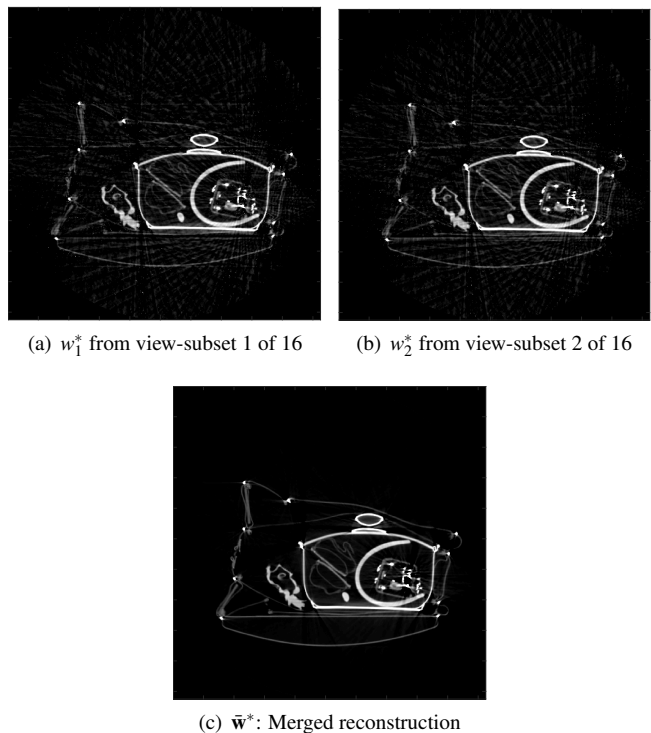 (a) w₁* from view-subset 1 of 16
(b) w₂* from view-subset 2 of 16
(c) w̄*: Merged reconstruction